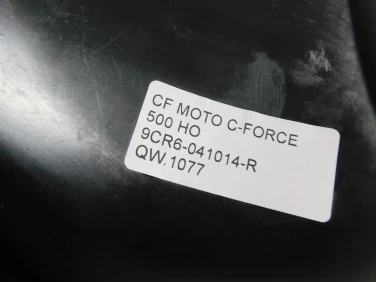 CF MOTO C-FORCE
500 HO
9CR6-041014-R
QW.1077